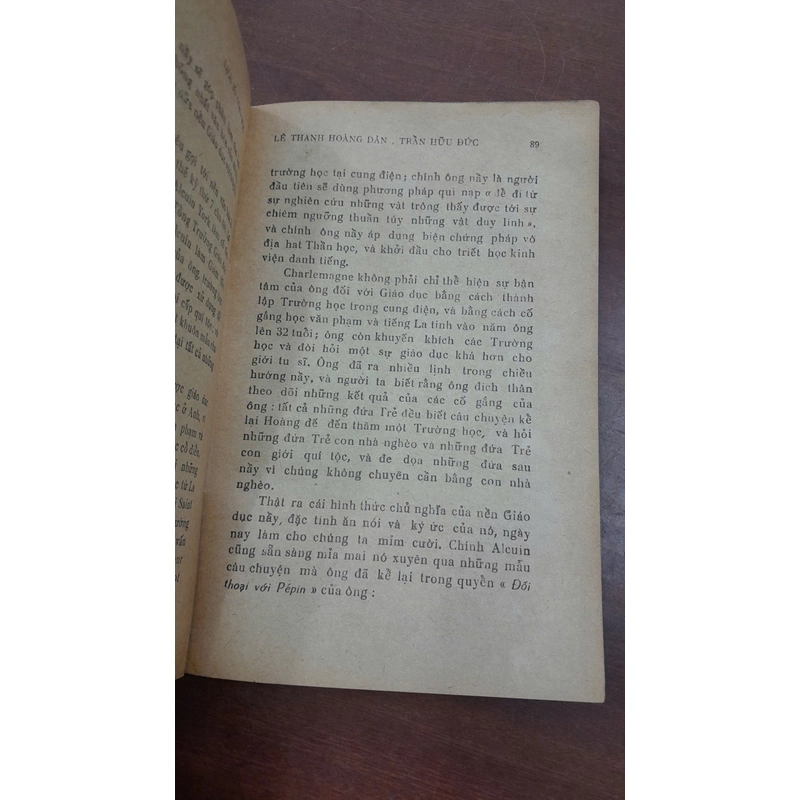 LÊ THANH HOÀNG DÂN . TRẦN HỮU ĐỨC 89
trường học tại cung điện; chính ông nầy là người
đầu tiên sẽ dùng phương pháp qui nạp « để đi từ
sự nghiên cứu những vật trông thấy được tới sự
chiêm ngưỡng thuần túy những vật duy linh »,
và chính ông nầy áp dụng biện chứng pháp vô
địa hạt Thần học, và khởi đầu cho triết học kinh
viện danh tiếng.
Charlemagne không phải chỉ thể hiện sự bận
tâm của ông đối với Giáo dục bằng cách thành
lập Trường học trong cung điện, và bằng cách cố
gắng học văn phạm và tiếng La tinh vào năm ông
lên 32 tuổi; ông còn khuyến khích các Trường
học và đòi hỏi một sự giáo dục khá hơn cho
giới tu sĩ. Ông đã ra nhiều lịnh trong chiều
hướng nầy, và người ta biết rằng ông đích thân
theo dõi những kết quả của các cố gắng của
ông : tất cả những đứa Trẻ đều biết câu chuyện kể
lại Hoàng đế đến thăm một Trường học, và hỏi
những đứa Trẻ con nhà nghèo và những đứa Trẻ
con giới quí tộc, và đe dọa những đứa sau
nầy vì chúng không chuyên cần bằng con nhà
nghèo.
Thật ra cái hình thức chủ nghĩa của nền Giáo
dục nầy, đặc tính ăn nói và ký ức của nó, ngày
nay làm cho chúng ta mỉm cười. Chính Alcuin
cũng sẵn sàng mỉa mai nó xuyên qua những mẫu
câu chuyện mà ông đã kể lại trong quyển « Đối
thoại với Pépin » của ông :